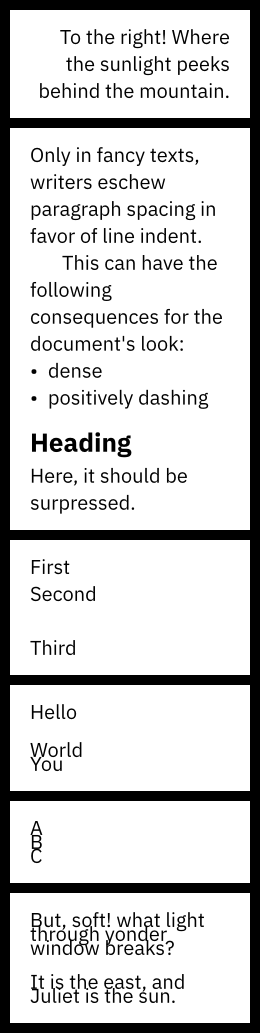 To the right! Where
the sunlight peeks
behind the mountain.
Only in fancy texts,
writers eschew
paragraph spacing in
favor of line indent.
This can have the
following
consequences for the
document's look:
• dense
• positively dashing
Heading
Here, it should be
surpressed.
First
Second
Third
Hello
World
You
A
B
C
But, soft! what light
through yonder
window breaks?
It is the east, and
Juliet is the sun.